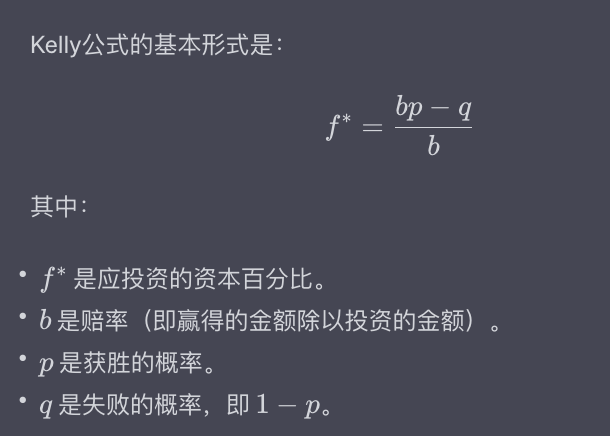 Kelly公式的基本形式是：
f* = (bp − q) / b
其中：
• f* 是应投资的资本百分比。
• b 是赔率（即赢得的金额除以投资的金额）。
• p 是获胜的概率。
• q 是失败的概率，即 1 − p。